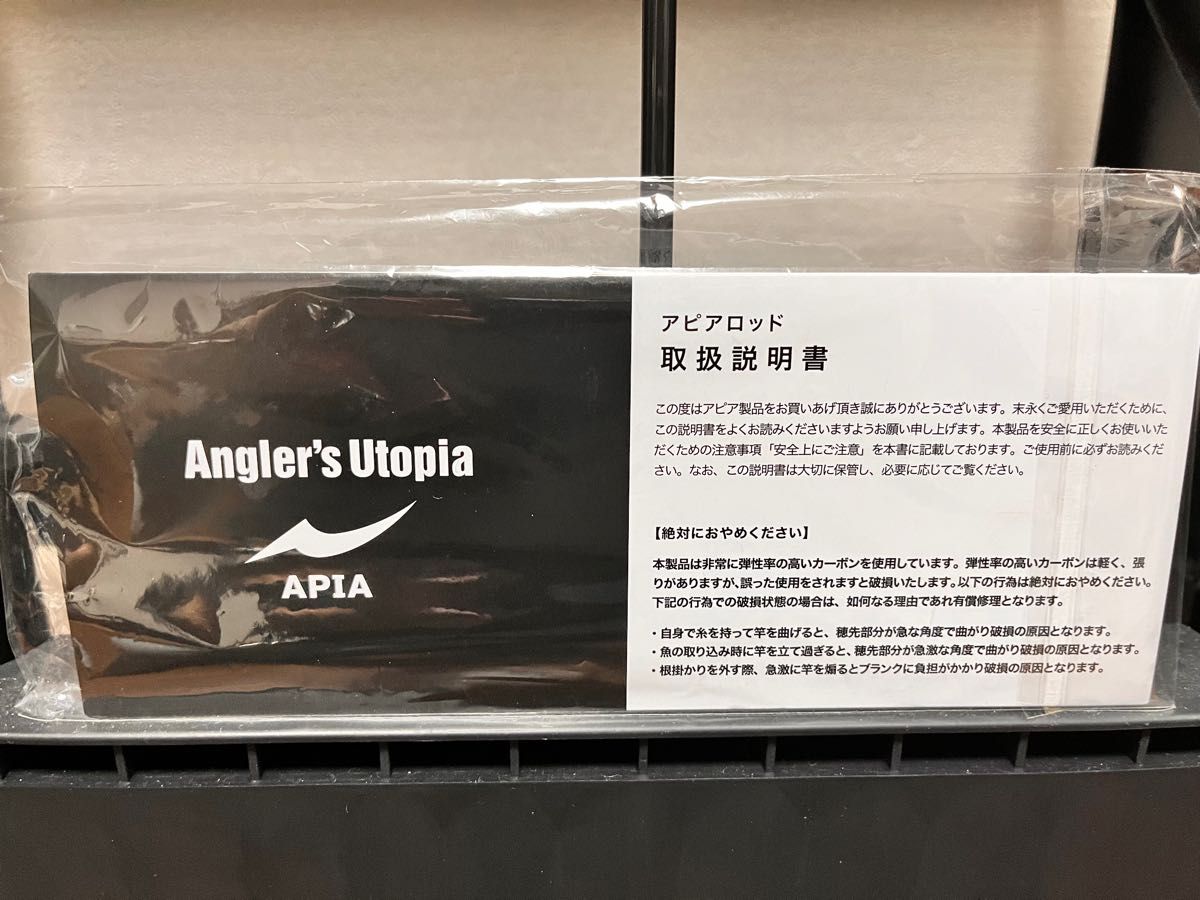 Angler's Utopia
APIA
アピアロッド
取扱説明書
この度はアピア製品をお買いあげ頂き誠にありがとうございます。末永くご愛用いただくために、
この説明書をよくお読みくださいますようお願い申し上げます。本製品を安全に正しくお使いいた
だくための注意事項「安全上にご注意」を本書に記載しております。ご使用前に必ずお読みくだ
さい。なお、この説明書は大切に保管し、必要に応じてご覧ください。
【絶対におやめください】
本製品は非常に弾性率の高いカーボンを使用しています。弾性率の高いカーボンは軽く、張
りがありますが、誤った使用をされますと破損いたします。以下の行為は絶対におやめください。
下記の行為での破損状態の場合は、如何なる理由であれ有償修理となります。
・自身で糸を持って竿を曲げると、穂先部分が急な角度で曲がり破損の原因となります。
・魚の取り込み時に竿を立て過ぎると、穂先部分が急激な角度で曲がり破損の原因となります。
・根掛かりを外す際、急激に竿を煽るとブランクに負担がかかり破損の原因となります。